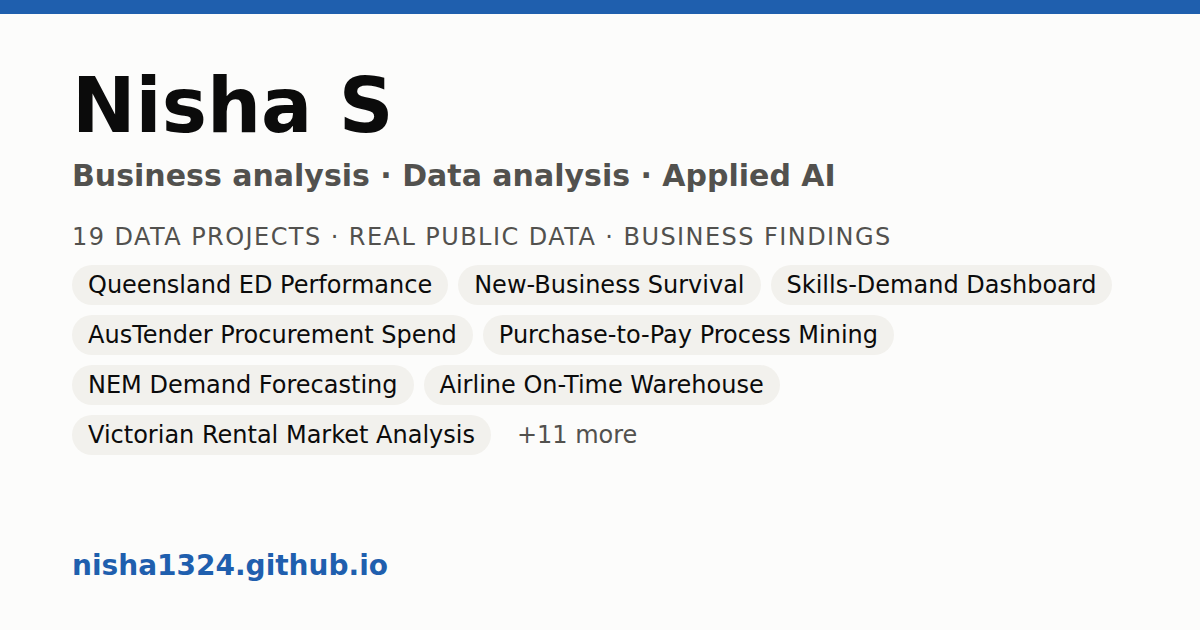 Nisha S
Business analysis · Data analysis · Applied AI
19 DATA PROJECTS · REAL PUBLIC DATA · BUSINESS FINDINGS
Queensland ED Performance New-Business Survival Skills-Demand Dashboard
AusTender Procurement Spend Purchase-to-Pay Process Mining
NEM Demand Forecasting Airline On-Time Warehouse
Victorian Rental Market Analysis +11 more
nisha1324.github.io